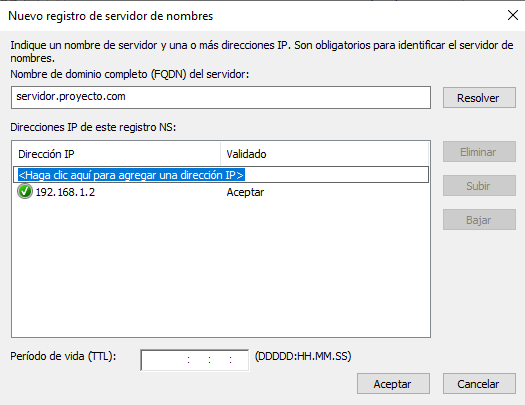 Nuevo registro de servidor de nombres
Indique un nombre de servidor y una o más direcciones IP. Son obligatorios para identificar el servidor de
nombres.
Nombre de dominio completo (FQDN) del servidor:
servidor.proyecto.com
Resolver
Direcciones IP de este registro NS:
Dirección IP Validado
<Haga clic aquí para agregar una dirección IP>
192.168.1.2 Aceptar
Eliminar
Subir
Bajar
Período de vida (TTL): : : : (DDDDD:HH.MM.SS)
Aceptar Cancelar